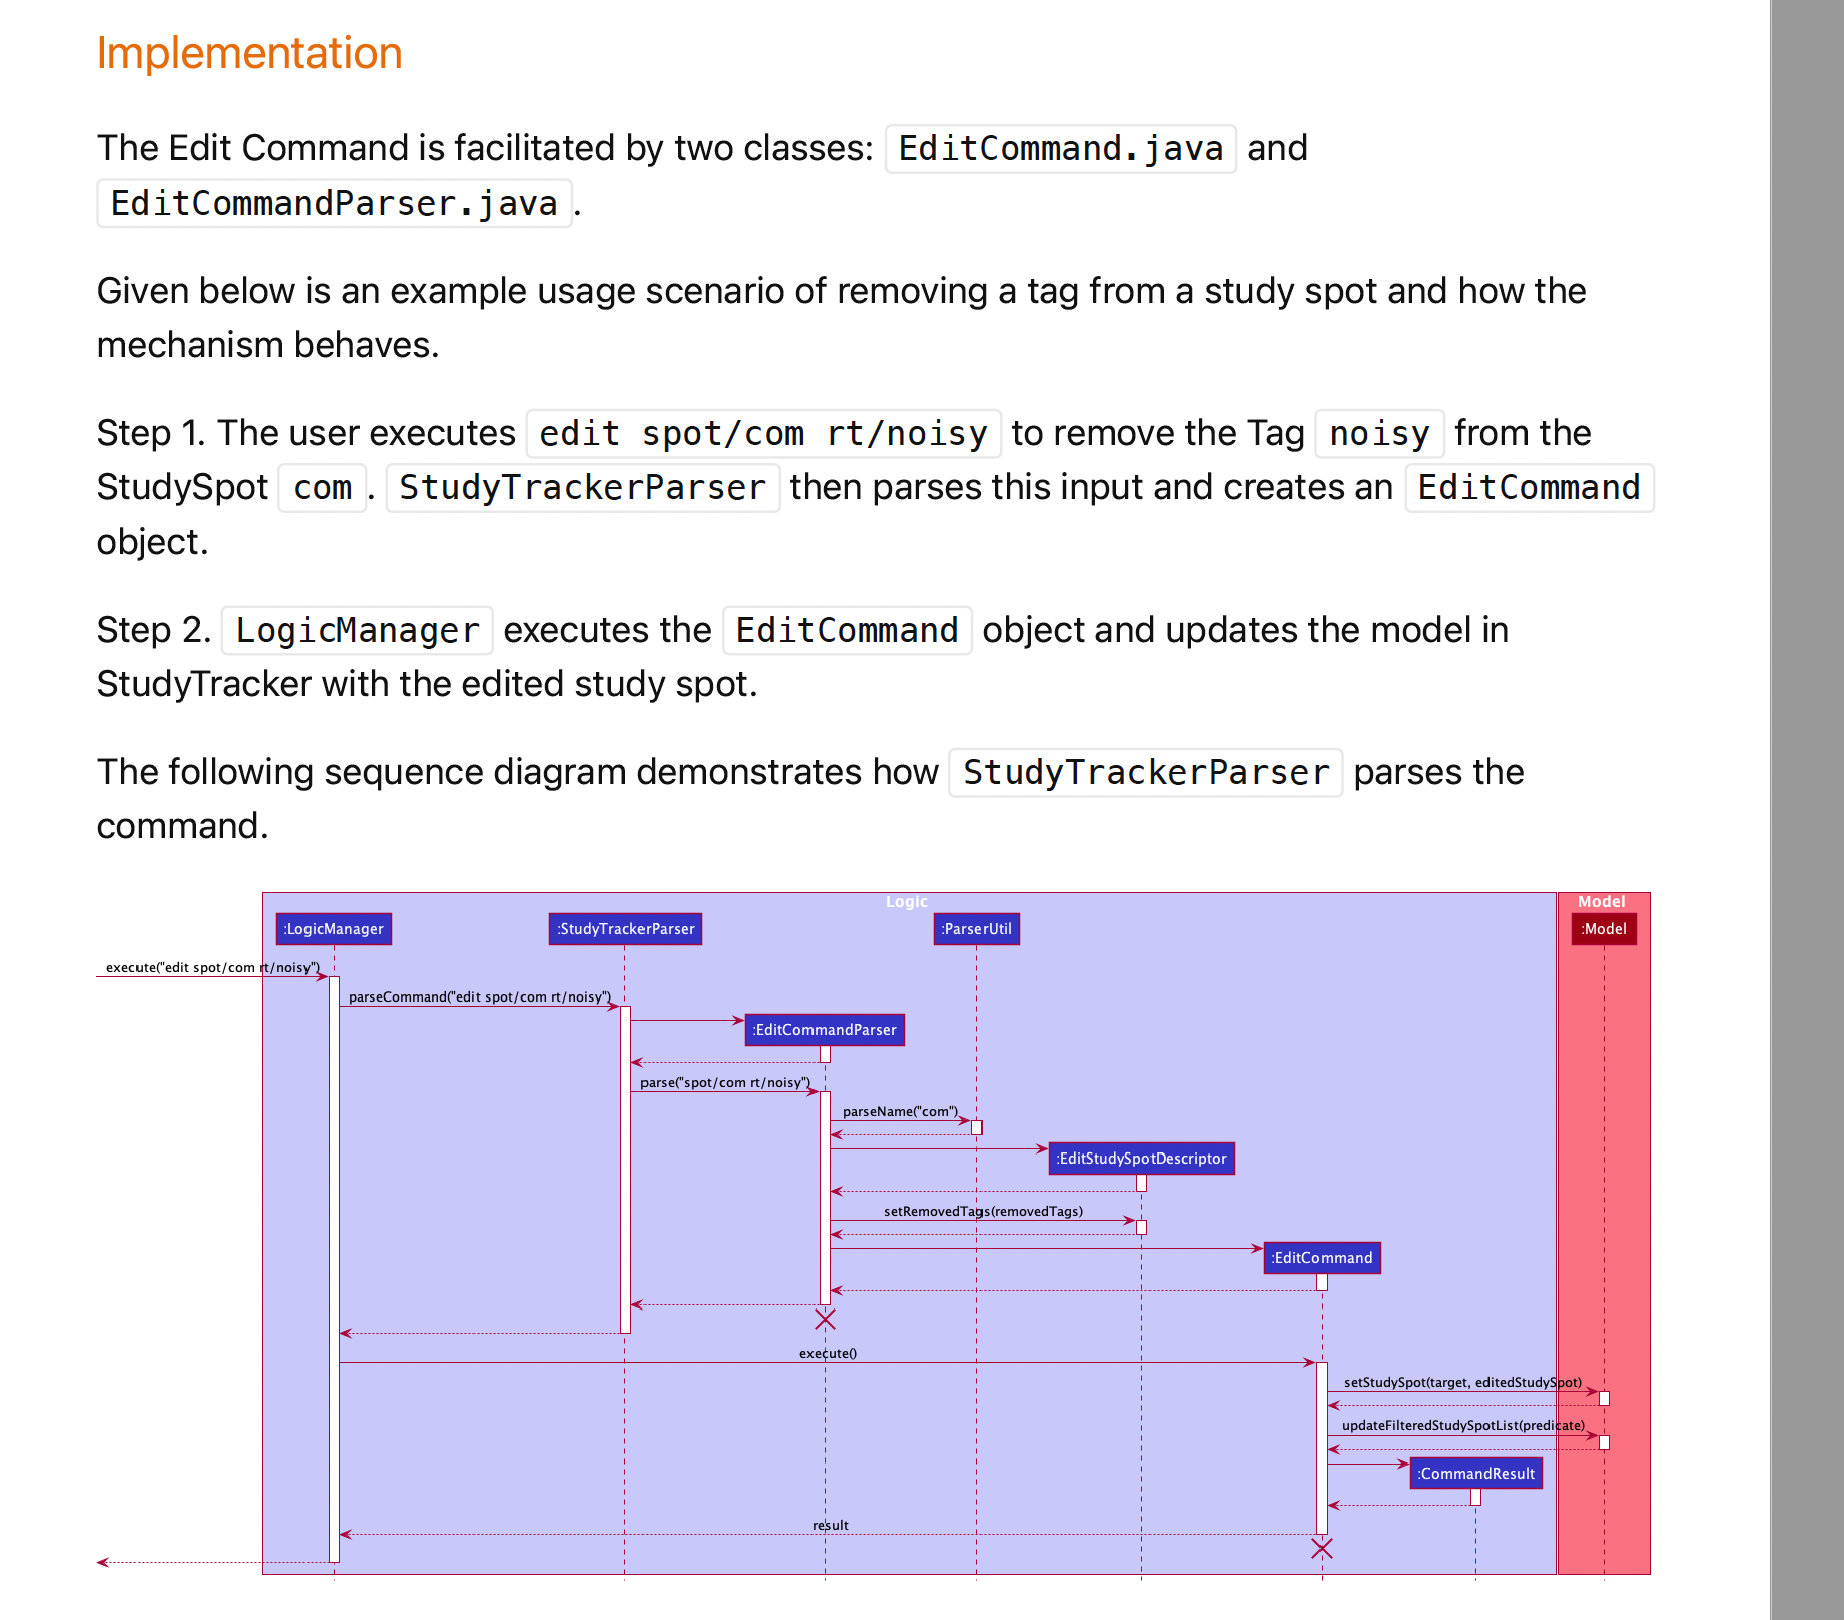 Implementation
The Edit Command is facilitated by two classes: EditCommand.java and
EditCommandParser.java.
Given below is an example usage scenario of removing a tag from a study spot and how the
mechanism behaves.
Step 1. The user executes edit spot/com rt/noisy to remove the Tag noisy from the
StudySpot com. StudyTrackerParser then parses this input and creates an EditCommand
object.
Step 2. LogicManager executes the EditCommand object and updates the model in
StudyTracker with the edited study spot.
The following sequence diagram demonstrates how StudyTrackerParser parses the
command.
Logic
Model
:LogicManager
:StudyTrackerParser
:ParserUtil
:Model
execute("edit spot/com rt/noisy")
parseCommand("edit spot/com rt/noisy")
:EditCommandParser
parse("spot/com rt/noisy")
parseName("com")
:EditStudySpotDescriptor
setRemovedTags(removedTags)
:EditCommand
execute()
setStudySpot(target, editedStudySpot)
updateFilteredStudySpotList(predicate)
:CommandResult
result